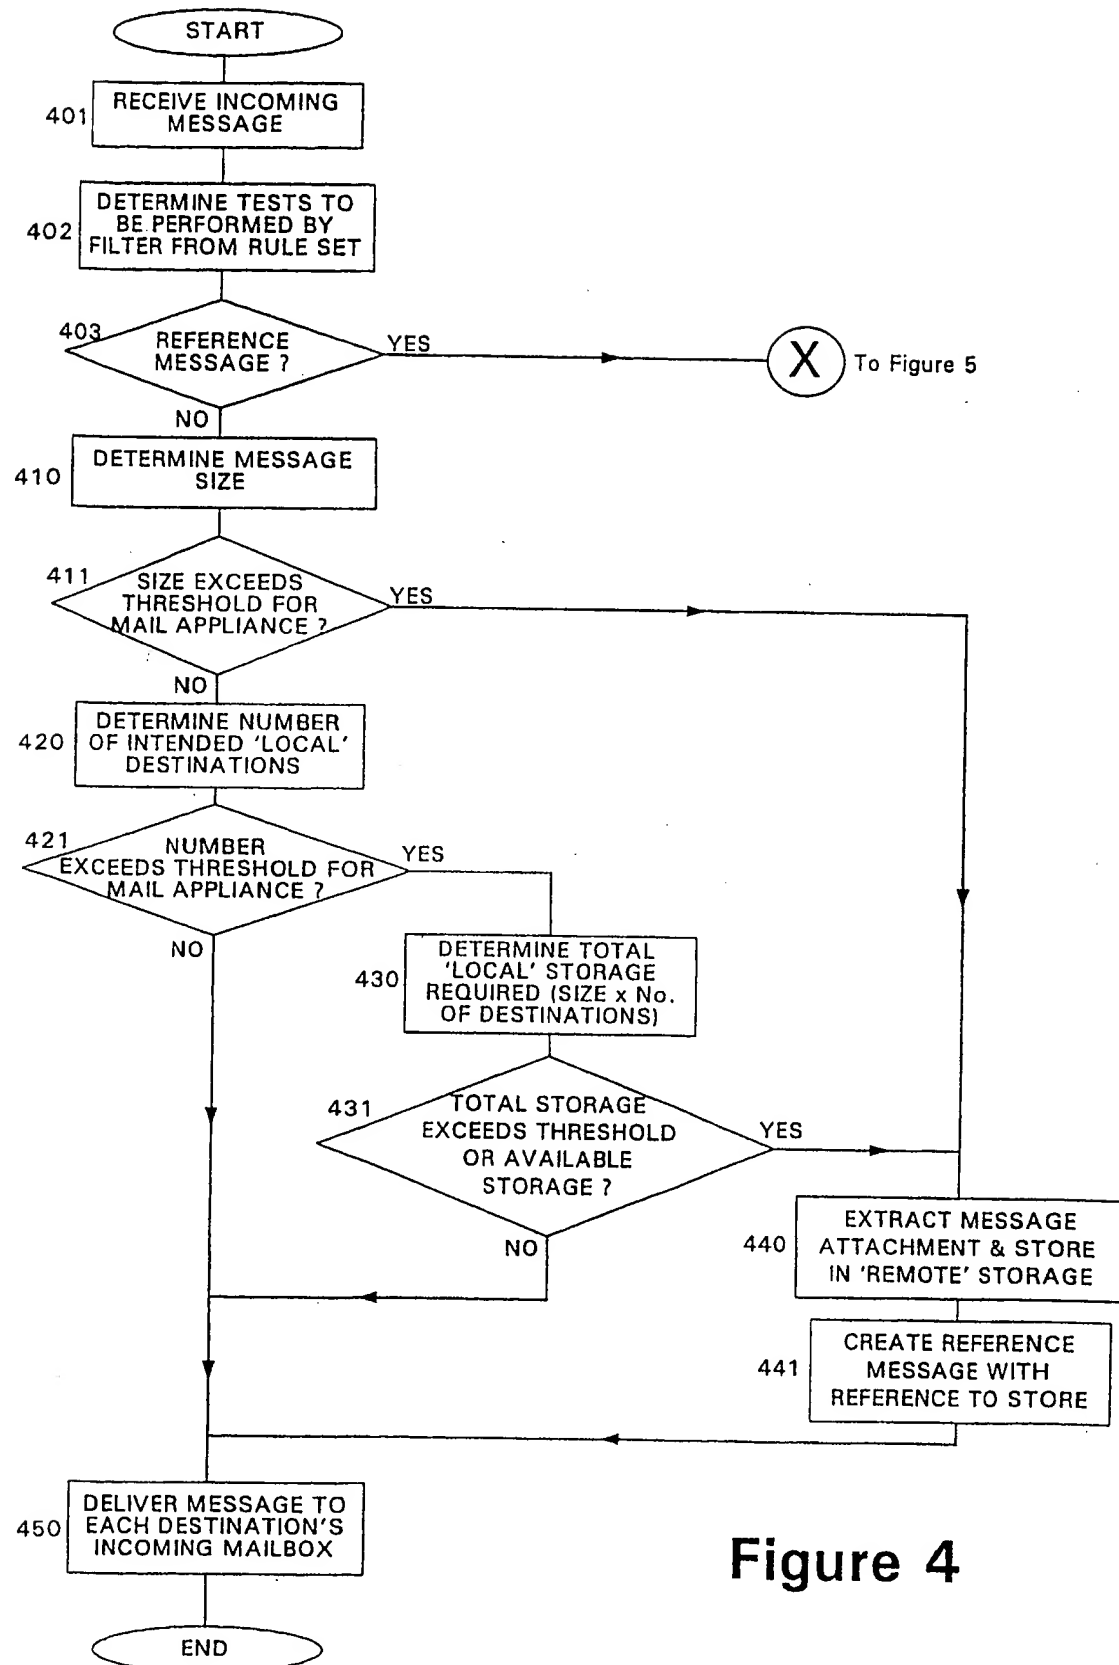 START
401
RECEIVE INCOMING
MESSAGE
402
DETERMINE TESTS TO
BE PERFORMED BY
FILTER FROM RULE SET
403
REFERENCE
MESSAGE ?
YES
X
To Figure 5
NO
410
DETERMINE MESSAGE
SIZE
411
SIZE EXCEEDS
THRESHOLD FOR
MAIL APPLIANCE ?
YES
NO
420
DETERMINE NUMBER
OF INTENDED 'LOCAL'
DESTINATIONS
421
NUMBER
EXCEEDS THRESHOLD FOR
MAIL APPLIANCE ?
YES
NO
430
DETERMINE TOTAL
'LOCAL' STORAGE
REQUIRED (SIZE x No.
OF DESTINATIONS)
431
TOTAL STORAGE
EXCEEDS THRESHOLD
OR AVAILABLE
STORAGE ?
YES
NO
440
EXTRACT MESSAGE
ATTACHMENT & STORE
IN 'REMOTE' STORAGE
441
CREATE REFERENCE
MESSAGE WITH
REFERENCE TO STORE
450
DELIVER MESSAGE TO
EACH DESTINATION'S
INCOMING MAILBOX
END
Figure 4